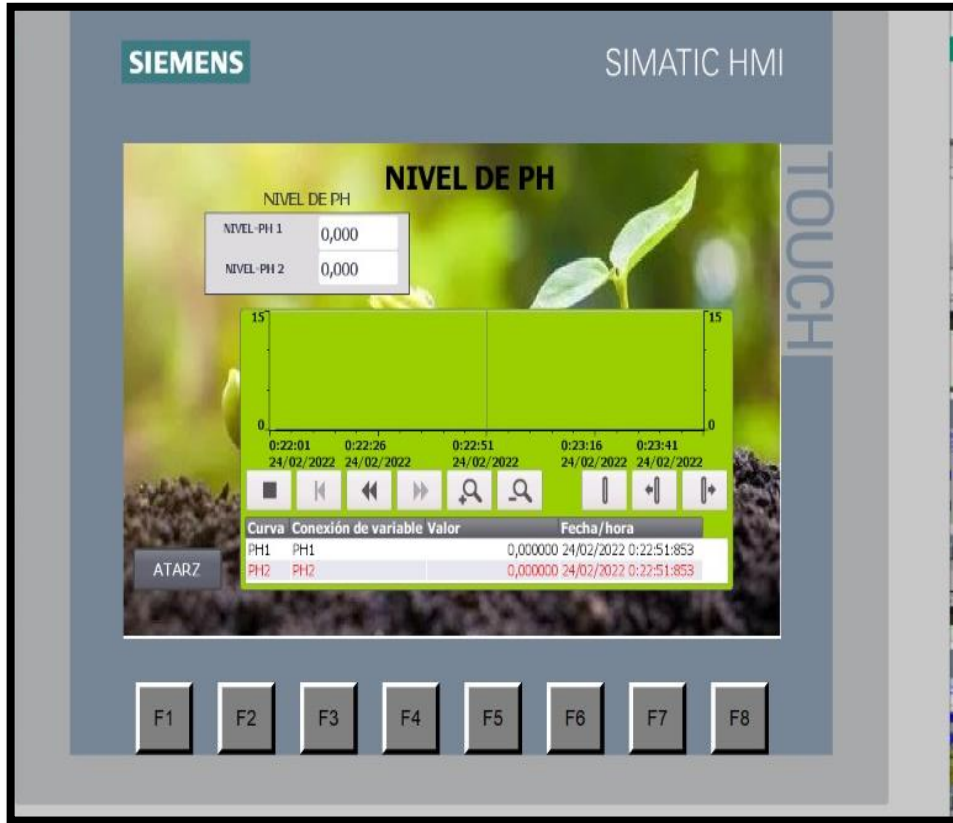 SIEMENS
SIMATIC HMI
TOUCH
NIVEL DE PH
NIVEL DE PH
NIVEL-PH 1 0,000
NIVEL-PH 2 0,000
15 15
0 0
0:22:01 0:22:26 0:22:51 0:23:16 0:23:41
24/02/2022 24/02/2022 24/02/2022 24/02/2022 24/02/2022
Curva Conexión de variable Valor Fecha/hora
PH1 PH1 0,000000 24/02/2022 0:22:51:853
PH2 PH2 0,000000 24/02/2022 0:22:51:853
ATARZ
F1 F2 F3 F4 F5 F6 F7 F8